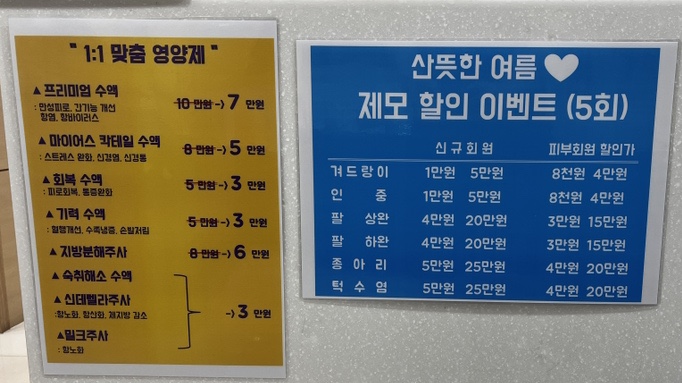 " 1:1 맞춤 영양제 "
▲프리미엄 수액
: 만성피로, 간기능 개선
항염, 항바이러스
10 만원 -> 7 만원
▲마이어스 칵테일 수액
: 스트레스 완화, 신경염, 신경통
8 만원 -> 5 만원
▲회복 수액
: 피로회복, 통증완화
5 만원 -> 3 만원
▲기력 수액
: 혈행개선, 수족냉증, 손발저림
5 만원 -> 3 만원
▲지방분해주사
8 만원 -> 6 만원
▲숙취해소 수액
▲신데렐라주사
: 항노화, 항산화, 체지방 감소
-> 3 만원
▲밀크주사
: 항노화
산뜻한 여름
제모 할인 이벤트 (5회)
신규회원 피부회원 할인가
겨드랑이 1만원 5만원 8천원 4만원
인중 1만원 5만원 8천원 4만원
팔 상완 4만원 20만원 3만원 15만원
팔 하완 4만원 20만원 3만원 15만원
종아리 5만원 25만원 4만원 20만원
턱수염 5만원 25만원 4만원 20만원